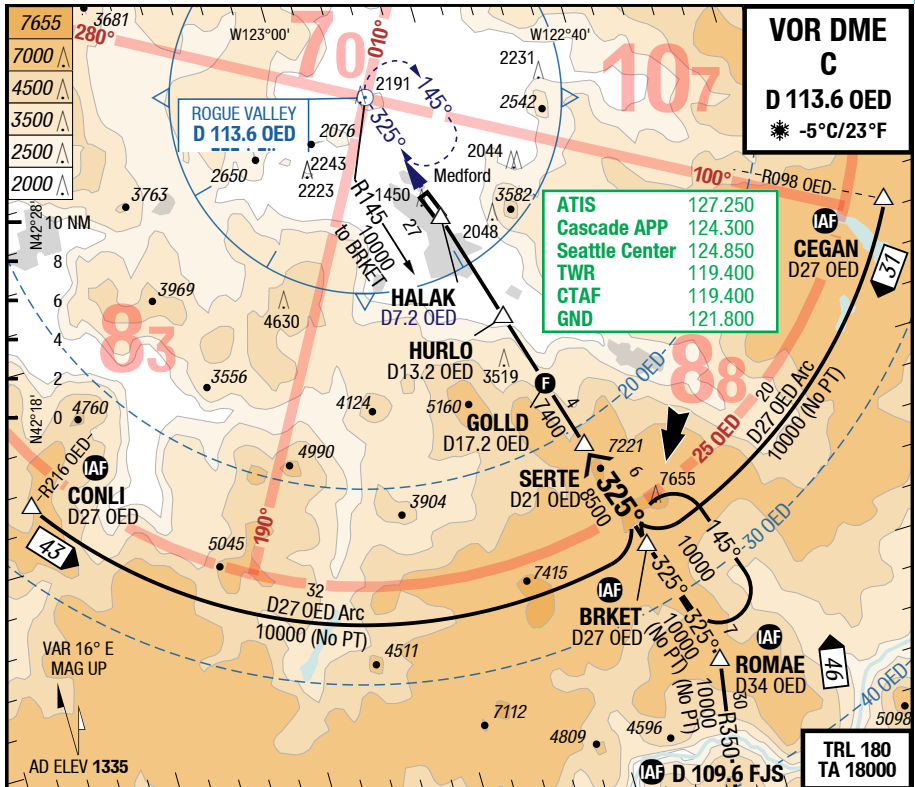 7655
7000
4500
3500
2500
2000
3681
280°
W123°00'
70
010°
W122°40'
2231
107
VOR DME
C
D 113.6 OED
-5°C/23°F
2191
145°
325°
2542
ROGUE VALLEY
D 113.6 OED
2076
2243
2223
2650
2044
Medford
1450
27
3582
2048
100°
R098 OED
3763
N42°28'
10 NM
8
6
4
2
0
N42°18'
R145
10000
to BRKET
ATIS 127.250
Cascade APP 124.300
Seattle Center 124.850
TWR 119.400
CTAF 119.400
GND 121.800
IAF
CEGAN
D27 OED
31
HALAK
D7.2 OED
3969
83
4630
HURLO
D13.2 OED
3519
88
20 OED
3556
4124
5160
F
4
7400
GOLLD
D17.2 OED
20
D27 OED Arc
10000 (No PT)
25 OED
4760
R216 OED
IAF
CONLI
D27 OED
43
4990
190°
3904
SERTE
D21 OED
7221
6
8500
325°
7655
145°
10000
30 OED
5045
7415
32
D27 OED Arc
10000 (No PT)
IAF
BRKET
D27 OED
325°
10000
(No PT)
325°
7
IAF
ROMAE
D34 OED
46
40 OED
VAR 16° E
MAG UP
4511
AD ELEV 1335
7112
4809
4596
30
10000
(No PT)
R350
5098
IAF D 109.6 FJS
TRL 180
TA 18000